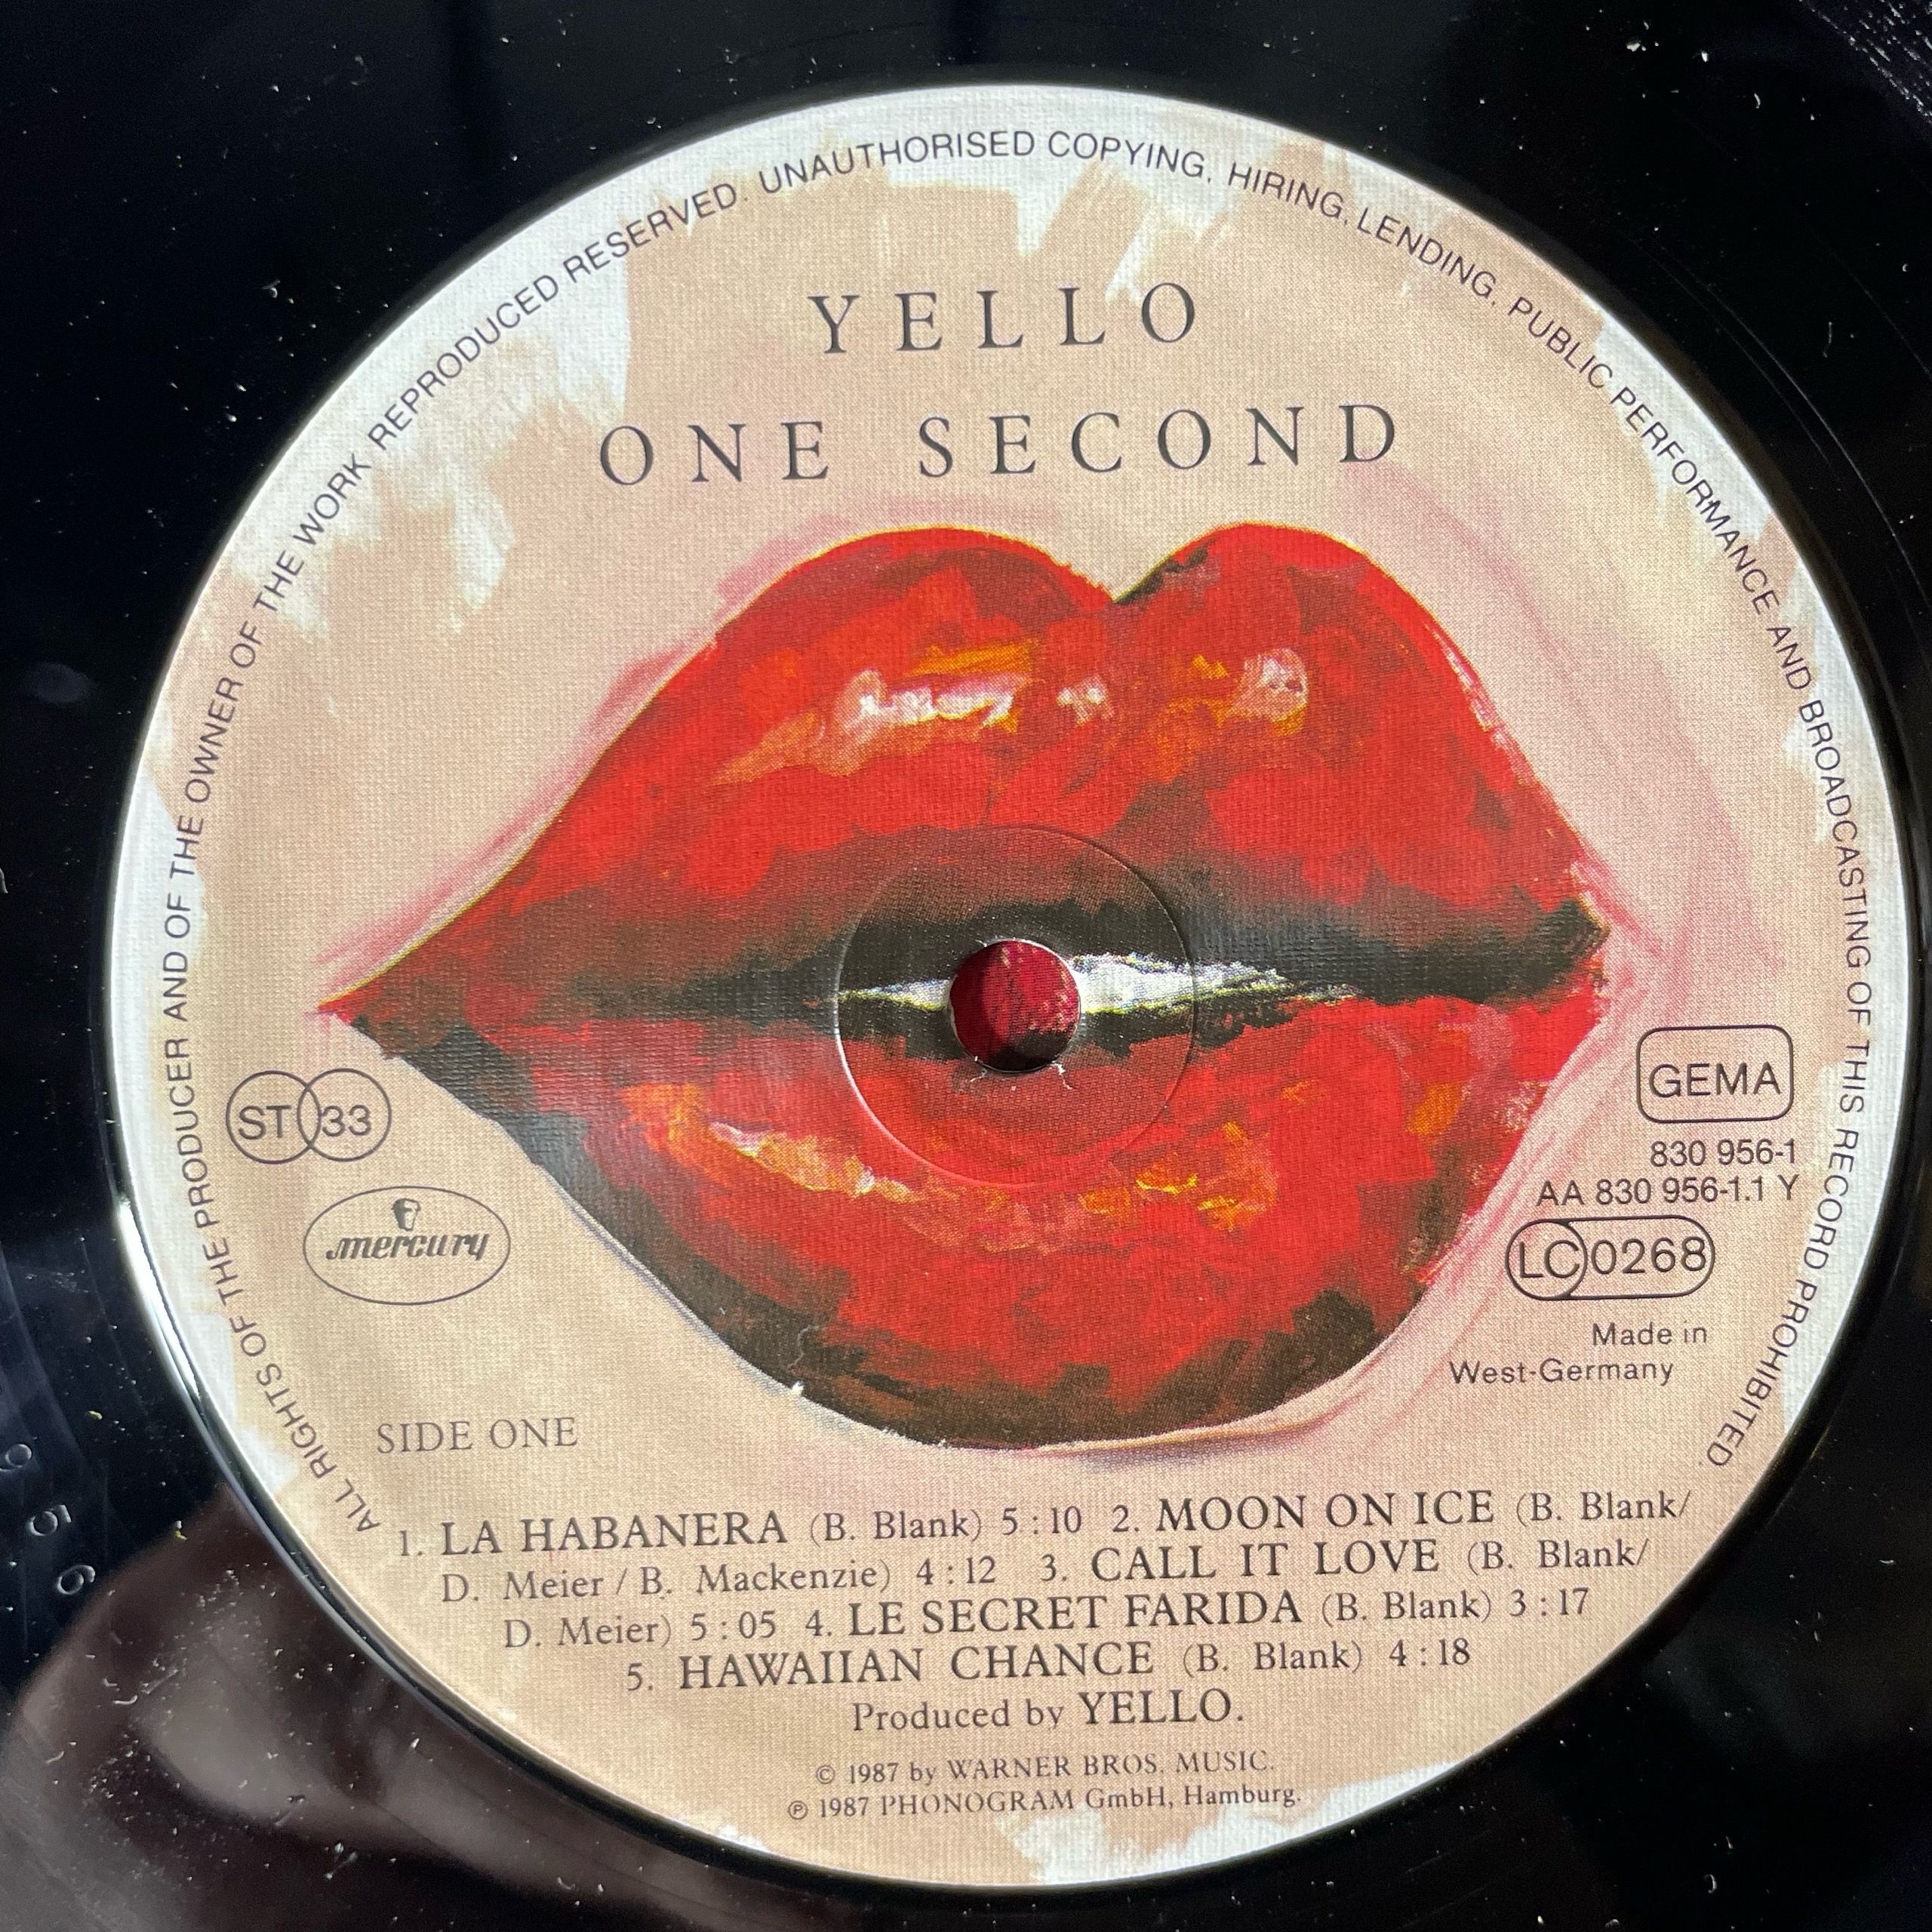 ALL RIGHTS OF THE PRODUCER AND OF THE OWNER OF THE WORK REPRODUCED RESERVED. UNAUTHORISED COPYING, HIRING, LENDING, PUBLIC PERFORMANCE AND BROADCASTING OF THIS RECORD PROHIBITED.
YELLO
ONE SECOND
ST 33
mercury
GEMA
830 956-1
AA 830 956-1.1 Y
LC 0268
Made in
West-Germany
SIDE ONE
1. LA HABANERA (B. Blank) 5:10 2. MOON ON ICE (B. Blank/
D. Meier / B. Mackenzie) 4:12 3. CALL IT LOVE (B. Blank/
D. Meier) 5:05 4. LE SECRET FARIDA (B. Blank) 3:17
5. HAWAIIAN CHANCE (B. Blank) 4:18
Produced by YELLO.
© 1987 by WARNER BROS. MUSIC.
℗ 1987 PHONOGRAM GmbH, Hamburg.
956